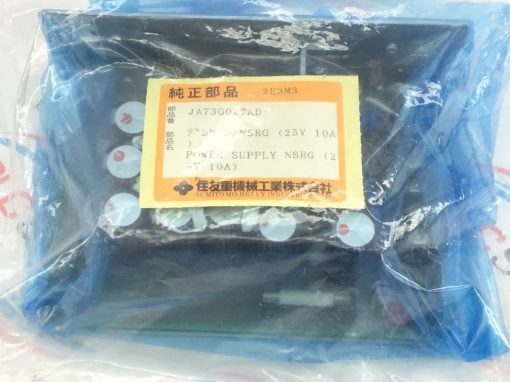 純正部品 2E3M3
部品番 JA73G027AD
部品名 デンゲン NSRG (25V 10A
)
POWER SUPPLY NSRG (2
5V 10A)
住友重機械工業株式会社
SUMITOMO HEAVY INDUSTRIES, LTD.